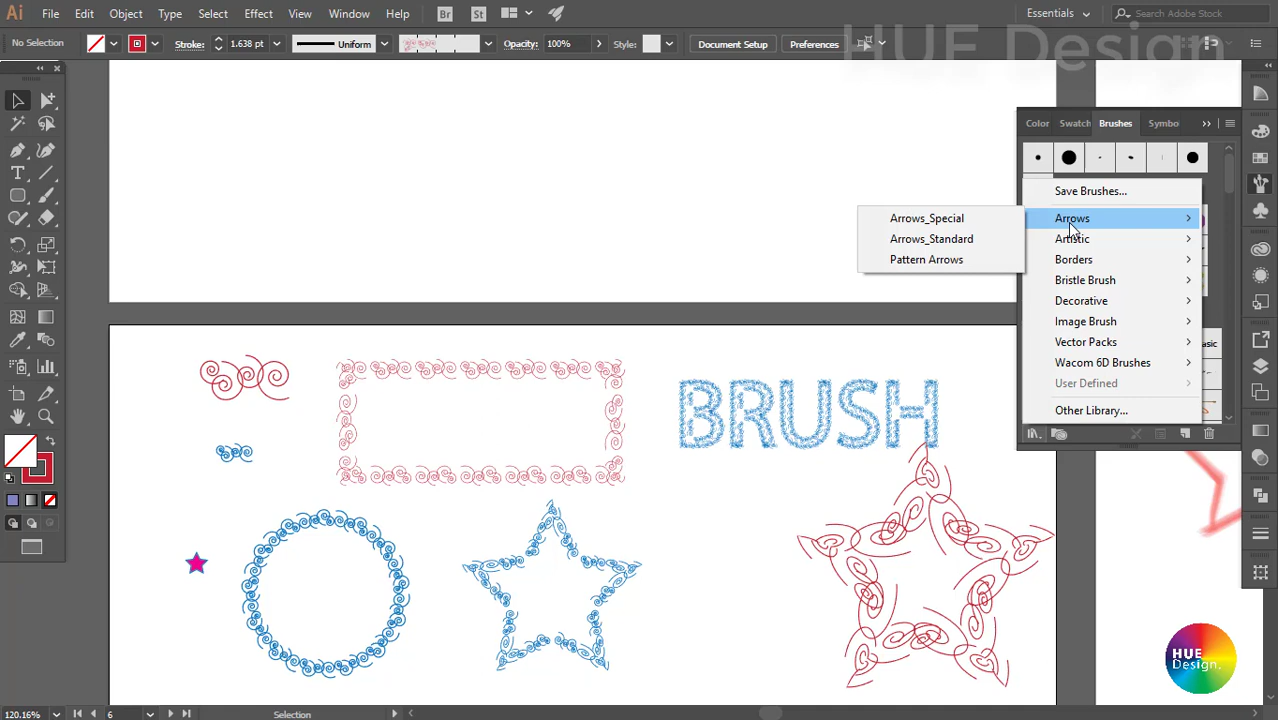 Ai File Edit Object Type Select Effect View Window Help Br St Essentials Search Adobe Stock
No Selection Stroke: 1.638 pt Uniform Opacity: 100% Style: Document Setup Preferences
HUE Design
Color Swatch Brushes Symbo
Save Brushes...
Arrows_Special Arrows
Arrows_Standard Artistic
Pattern Arrows Borders
Bristle Brush
Decorative
Image Brush
Vector Packs asic
Wacom 6D Brushes
User Defined
Other Library...
BRUSH
HUE
Design.
120.16% 6 Selection